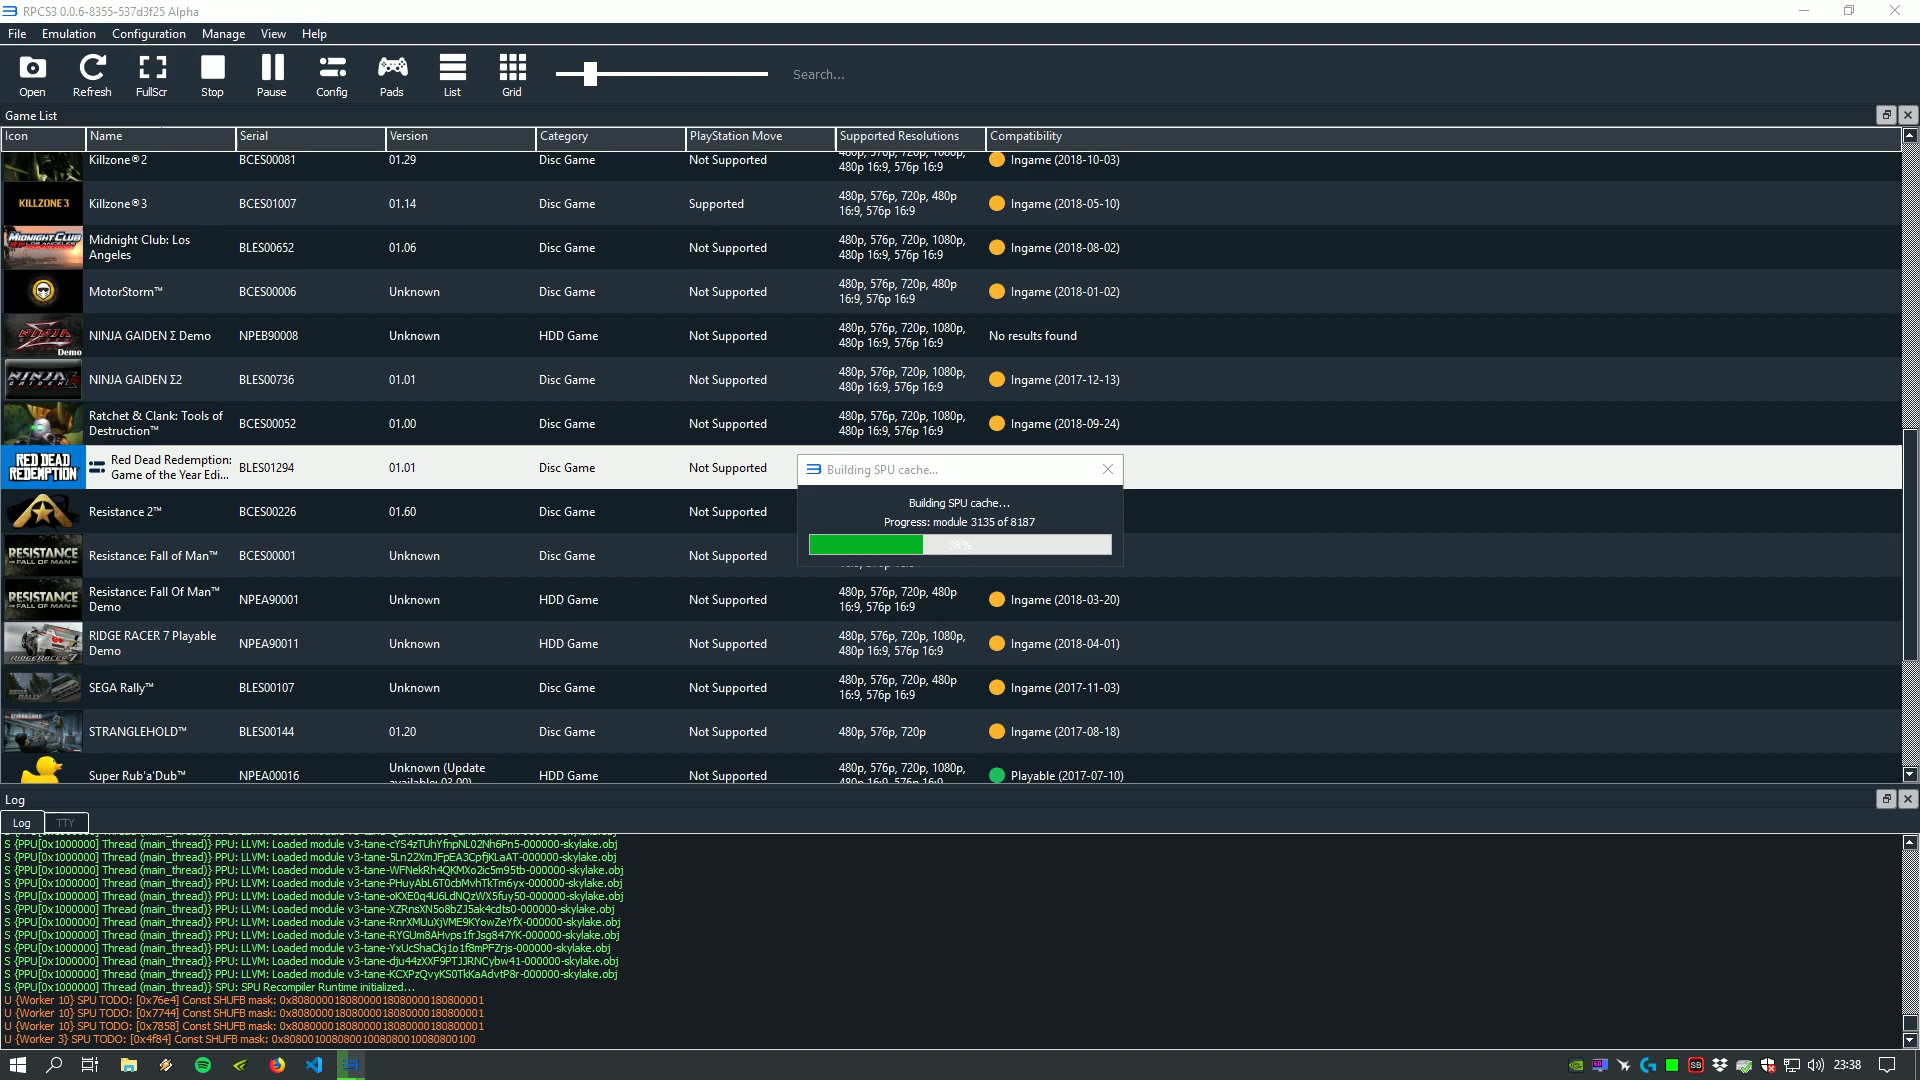 RPCS3 0.0.6-8355-537d3f25 Alpha
File Emulation Configuration Manage View Help
Open Refresh FullScr Stop Pause Config Pads List Grid Search...
Game List
Icon Name Serial Version Category PlayStation Move Supported Resolutions Compatibility
Killzone®2 BCES00081 01.29 Disc Game Not Supported 480p, 576p, 720p, 1080p, Ingame (2018-10-03)
480p 16:9, 576p 16:9
KILLZONE 3 Killzone®3 BCES01007 01.14 Disc Game Supported 480p, 576p, 720p, 480p Ingame (2018-05-10)
16:9, 576p 16:9
MIDNIGHT CLUB Midnight Club: Los BLES00652 01.06 Disc Game Not Supported 480p, 576p, 720p, 1080p, Ingame (2018-08-02)
Angeles 480p 16:9, 576p 16:9
MotorStorm™ BCES00006 Unknown Disc Game Not Supported 480p, 576p, 720p, 480p Ingame (2018-01-02)
16:9, 576p 16:9
NINJA NINJA GAIDEN Σ Demo NPEB90008 Unknown HDD Game Not Supported 480p, 576p, 720p, 1080p, No results found
Demo 480p 16:9, 576p 16:9
NINJA GAIDEN NINJA GAIDEN Σ2 BLES00736 01.01 Disc Game Not Supported 480p, 576p, 720p, 1080p, Ingame (2017-12-13)
480p 16:9, 576p 16:9
Ratchet & Clank: Tools of BCES00052 01.00 Disc Game Not Supported 480p, 576p, 720p, 1080p, Ingame (2018-09-24)
Destruction™ 480p 16:9, 576p 16:9
RED DEAD Red Dead Redemption: BLES01294 01.01 Disc Game Not Supported
REDEMPTION Game of the Year Edi...
Resistance 2™ BCES00226 01.60 Disc Game Not Supported
RESISTANCE Resistance: Fall of Man™ BCES00001 Unknown Disc Game Not Supported
FALL OF MAN
RESISTANCE Resistance: Fall Of Man™ NPEA90001 Unknown HDD Game Not Supported 480p, 576p, 720p, 480p Ingame (2018-03-20)
FALL OF MAN Demo 16:9, 576p 16:9
RIDGE RACER 7 RIDGE RACER 7 Playable NPEA90011 Unknown HDD Game Not Supported 480p, 576p, 720p, 1080p, Ingame (2018-04-01)
Demo 480p 16:9, 576p 16:9
SEGA RALLY SEGA Rally™ BLES00107 Unknown Disc Game Not Supported 480p, 576p, 720p, 480p Ingame (2017-11-03)
16:9, 576p 16:9
STRANGLEHOLD STRANGLEHOLD™ BLES00144 01.20 Disc Game Not Supported 480p, 576p, 720p Ingame (2017-08-18)
Super Rub'a'Dub™ NPEA00016 Unknown (Update HDD Game Not Supported 480p, 576p, 720p, 1080p, Playable (2017-07-10)
available: 03.00) 480p 16:9, 576p 16:9
Building SPU cache...
Building SPU cache...
Progress: module 3135 of 8187
38%
Log
Log TTY
S {PPU[0x1000000] Thread (main_thread)} PPU: LLVM: Loaded module v3-tane-cYS4zTUhYfnpNL02Nh6Pn5-000000-skylake.obj
S {PPU[0x1000000] Thread (main_thread)} PPU: LLVM: Loaded module v3-tane-5Ln22XmJFpEA3CpfjKLaAT-000000-skylake.obj
S {PPU[0x1000000] Thread (main_thread)} PPU: LLVM: Loaded module v3-tane-WFNekRh4QKMXo2ic5m95tb-000000-skylake.obj
S {PPU[0x1000000] Thread (main_thread)} PPU: LLVM: Loaded module v3-tane-PHuyAbL6T0cbMvhTkTm6yx-000000-skylake.obj
S {PPU[0x1000000] Thread (main_thread)} PPU: LLVM: Loaded module v3-tane-oKXE0q4U6LdNQzWX5fuy50-000000-skylake.obj
S {PPU[0x1000000] Thread (main_thread)} PPU: LLVM: Loaded module v3-tane-XZRnsXN5o8bZJ5ak4cdts0-000000-skylake.obj
S {PPU[0x1000000] Thread (main_thread)} PPU: LLVM: Loaded module v3-tane-RnrXMUuXjVME9KYowZeYfX-000000-skylake.obj
S {PPU[0x1000000] Thread (main_thread)} PPU: LLVM: Loaded module v3-tane-RYGUm8AHvps1frJsg847YK-000000-skylake.obj
S {PPU[0x1000000] Thread (main_thread)} PPU: LLVM: Loaded module v3-tane-YxUcShaCkj1o1f8mPFZrjs-000000-skylake.obj
S {PPU[0x1000000] Thread (main_thread)} PPU: LLVM: Loaded module v3-tane-dju44zXXF9PTJJRNCybw41-000000-skylake.obj
S {PPU[0x1000000] Thread (main_thread)} PPU: LLVM: Loaded module v3-tane-KCXPzQvyKS0TkKaAdvtP8r-000000-skylake.obj
S {PPU[0x1000000] Thread (main_thread)} SPU: SPU Recompiler Runtime initialized...
U {Worker 10} SPU TODO: [0x76e4] Const SHUFB mask: 0x80800001808000018080000180800001
U {Worker 10} SPU TODO: [0x7744] Const SHUFB mask: 0x80800001808000018080000180800001
U {Worker 10} SPU TODO: [0x7858] Const SHUFB mask: 0x80800001808000018080000180800001
U {Worker 3} SPU TODO: [0x4f84] Const SHUFB mask: 0x80800100808001008080010080800100
23:38